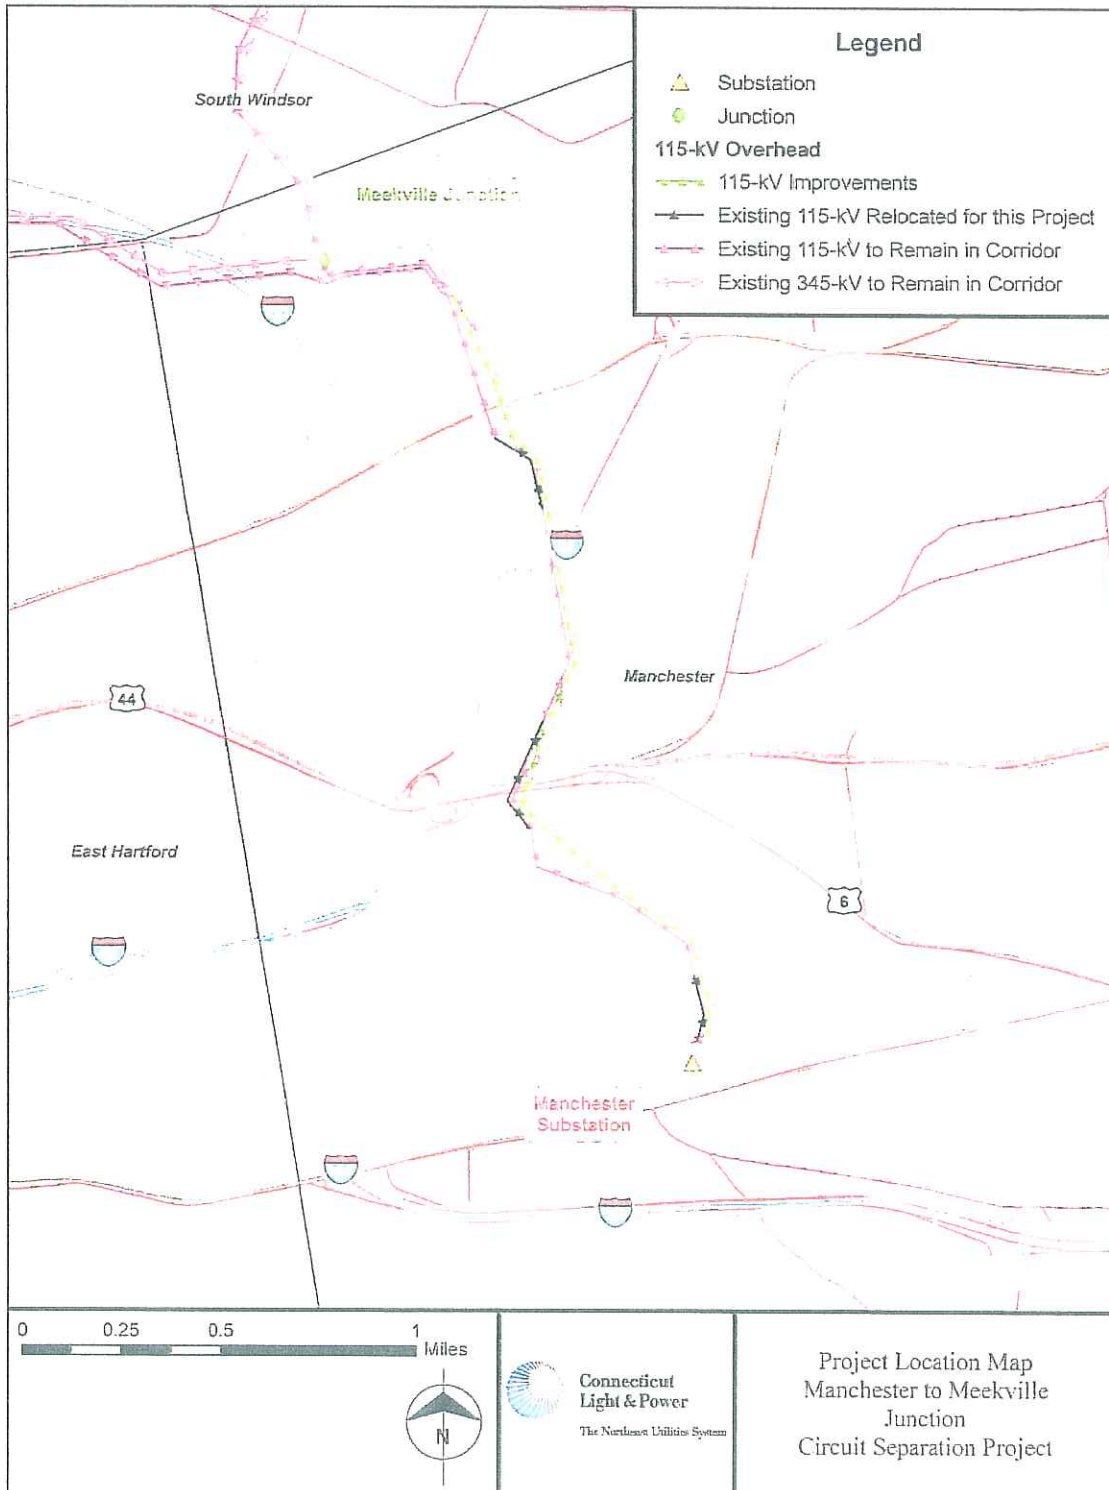 Legend
Substation
Junction
115-kV Overhead
115-kV Improvements
Existing 115-kV Relocated for this Project
Existing 115-kV to Remain in Corridor
Existing 345-kV to Remain in Corridor
South Windsor
Meekville Junction
Manchester
44
East Hartford
6
Manchester
Substation
0 0.25 0.5 1
Miles
N
Connecticut
Light & Power
The Northeast Utilities System
Project Location Map
Manchester to Meekville
Junction
Circuit Separation Project